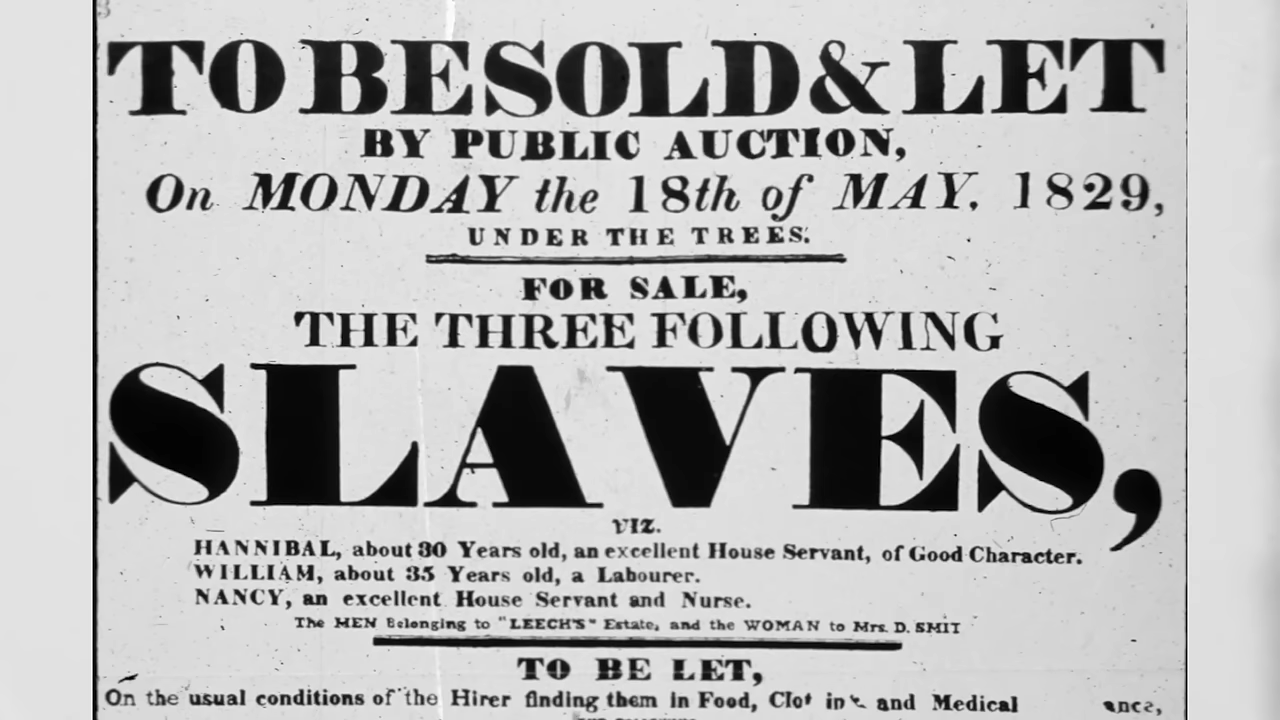 TO BE SOLD & LET
BY PUBLIC AUCTION,
On MONDAY the 18th of MAY, 1829,
UNDER THE TREES.
FOR SALE,
THE THREE FOLLOWING
SLAVES,
VIZ.
HANNIBAL, about 30 Years old, an excellent House Servant, of Good Character.
WILLIAM, about 35 Years old, a Labourer.
NANCY, an excellent House Servant and Nurse.
The MEN Belonging to "LEECH'S" Estate, and the WOMAN to Mrs. D. SMIT
TO BE LET,
On the usual conditions of the Hirer finding them in Food, and Medical